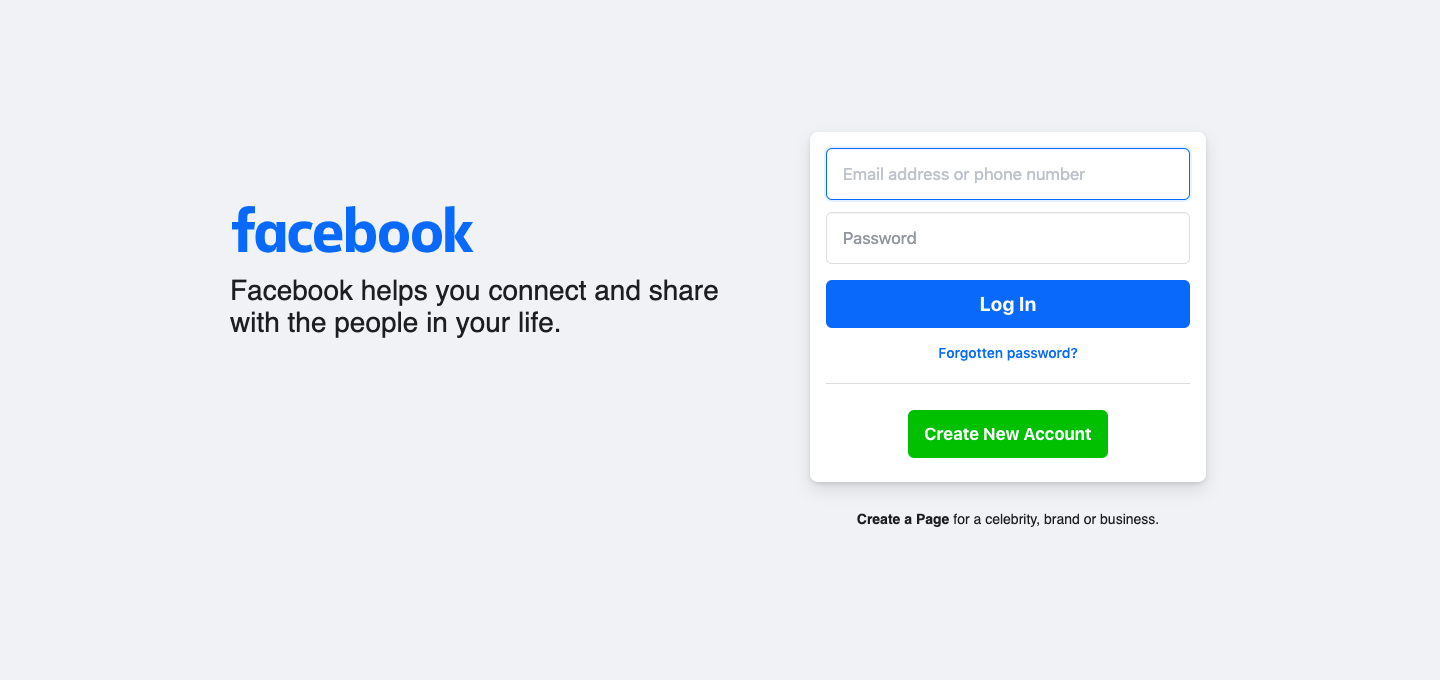 facebook
Facebook helps you connect and share
with the people in your life.
Email address or phone number
Password
Log In
Forgotten password?
Create New Account
Create a Page for a celebrity, brand or business.